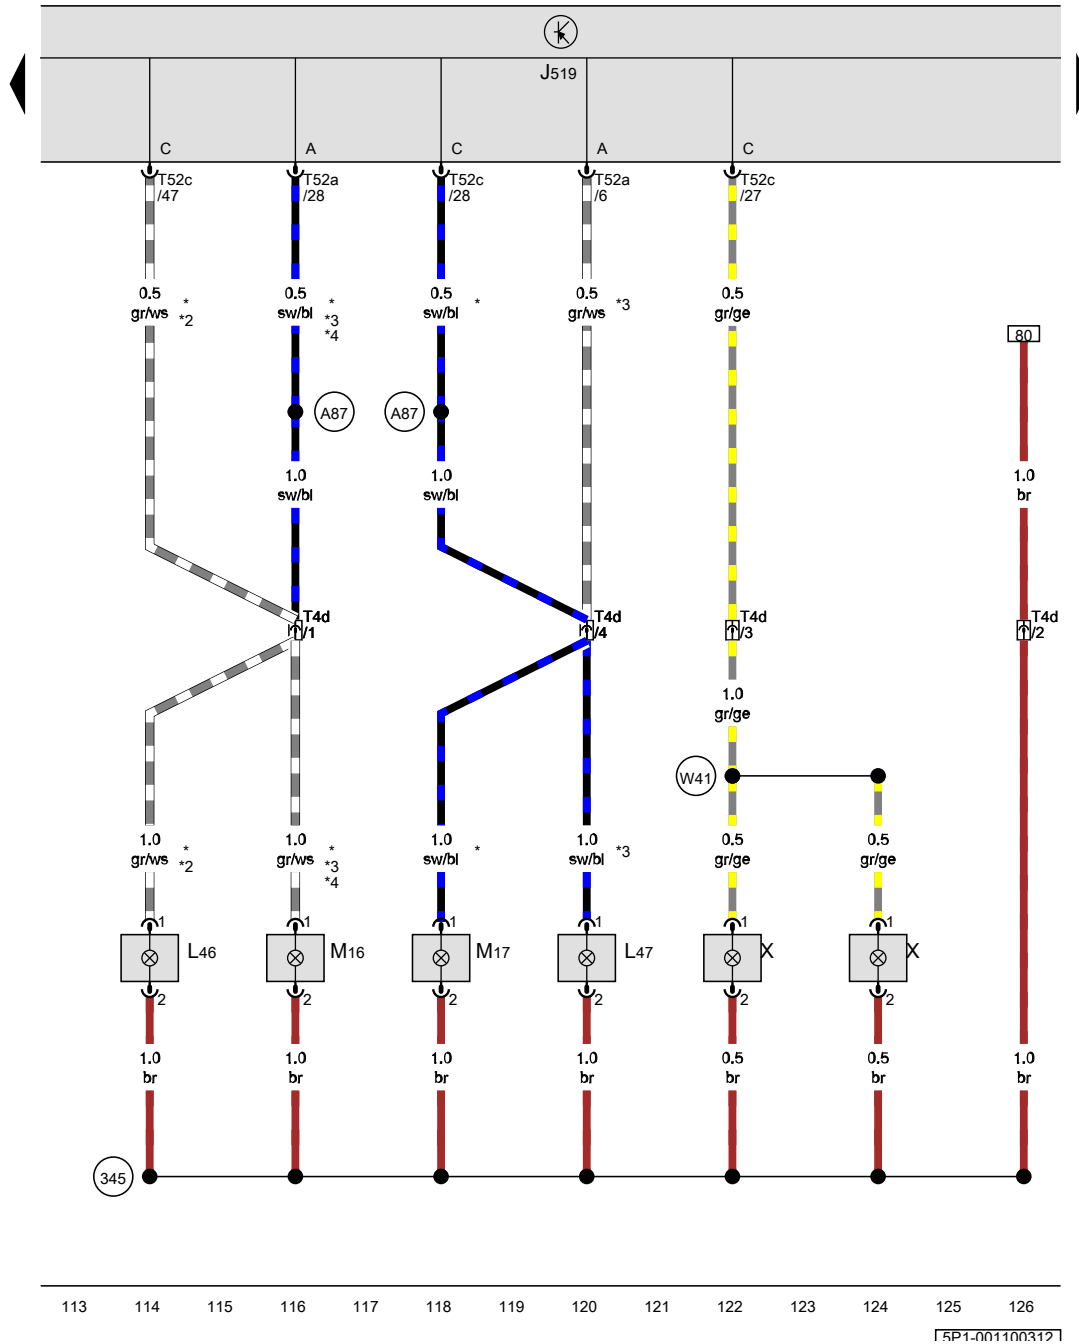 J519
C A C A C
T52c T52a T52c T52a T52c
/47 /28 /28 /6 /27
0.5 0.5 0.5 0.5 0.5
gr/ws * sw/bl * sw/bl * gr/ws *3 gr/ge
*2 *3
*4
80
A87 A87
1.0 1.0 1.0
sw/bl sw/bl br
T4d T4d T4d T4d
/1 /4 /3 /2
1.0
gr/ge
W41
1.0 1.0 1.0 1.0 0.5 0.5
gr/ws * gr/ws * sw/bl * sw/bl *3 gr/ge gr/ge
*2 *3
*4
1 1 1 1 1 1
L46 M16 M17 L47 X X
2 2 2 2 2 2
1.0 1.0 1.0 1.0 0.5 0.5 1.0
br br br br br br br
345
113 114 115 116 117 118 119 120 121 122 123 124 125 126
5P1-001100312